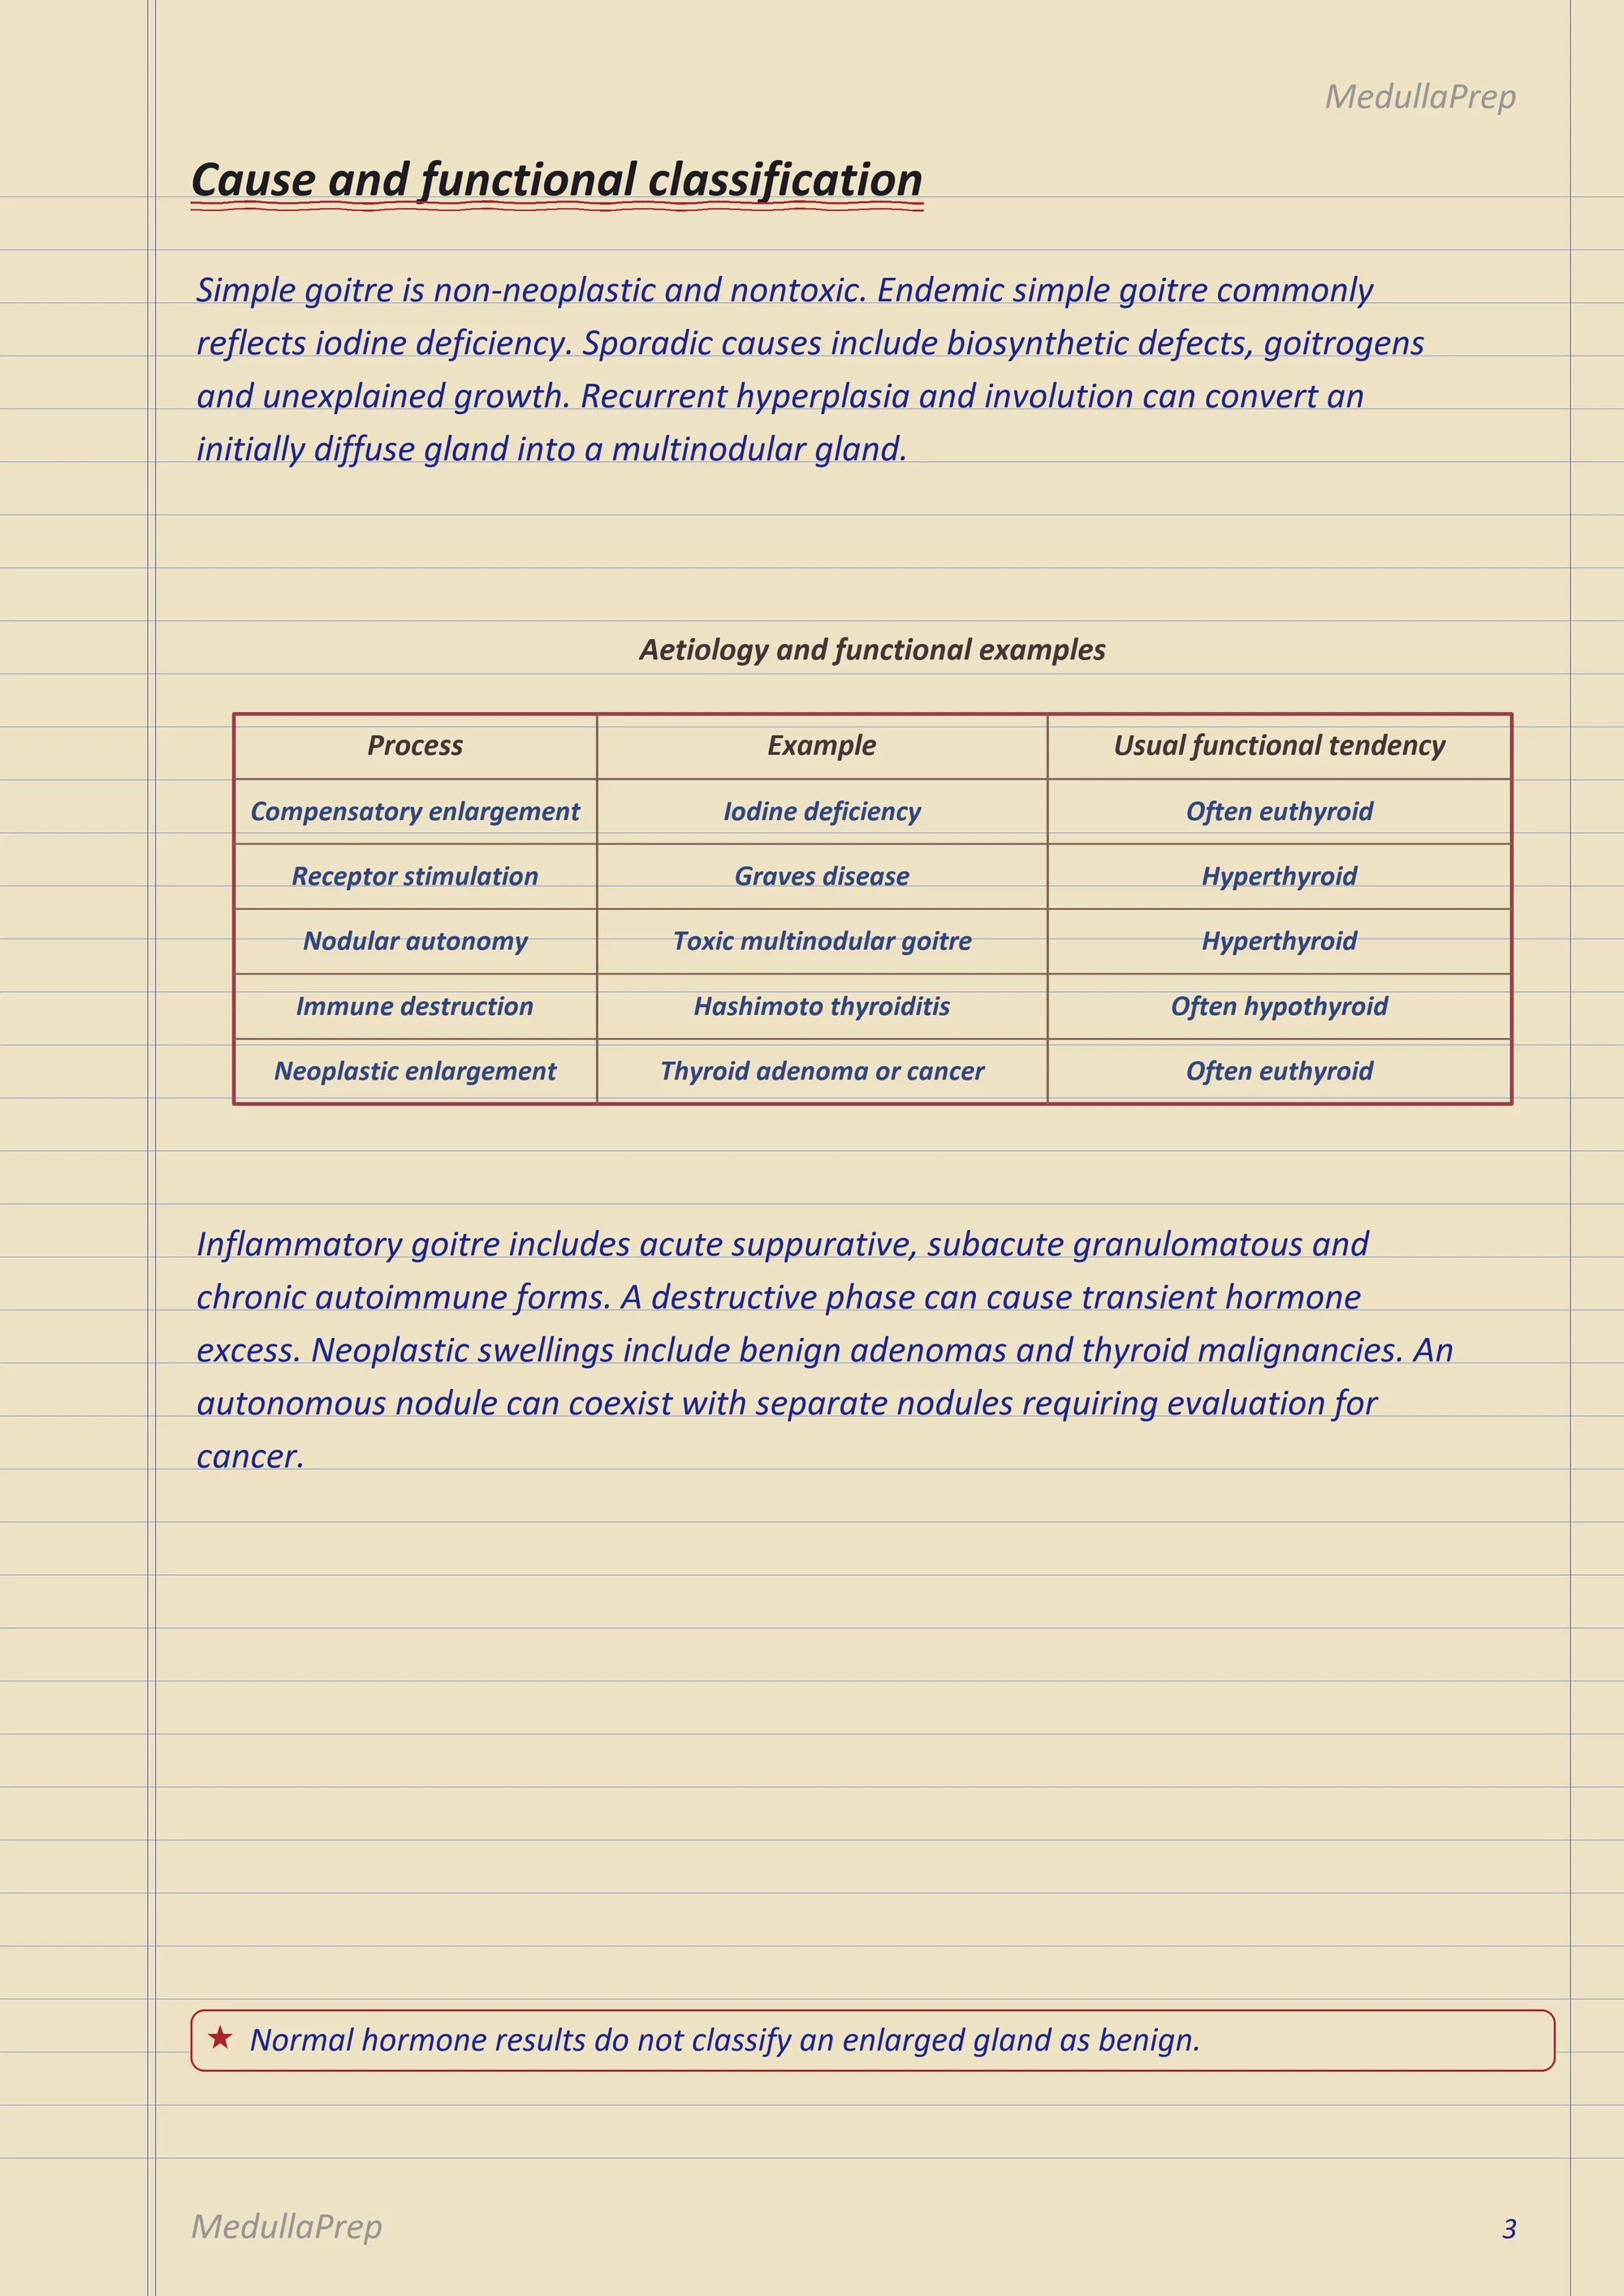 MedullaPrep
Cause and functional classification
Simple goitre is non-neoplastic and nontoxic. Endemic simple goitre commonly
reflects iodine deficiency. Sporadic causes include biosynthetic defects, goitrogens
and unexplained growth. Recurrent hyperplasia and involution can convert an
initially diffuse gland into a multinodular gland.
Aetiology and functional examples
Process Example Usual functional tendency
Compensatory enlargement Iodine deficiency Often euthyroid
Receptor stimulation Graves disease Hyperthyroid
Nodular autonomy Toxic multinodular goitre Hyperthyroid
Immune destruction Hashimoto thyroiditis Often hypothyroid
Neoplastic enlargement Thyroid adenoma or cancer Often euthyroid
Inflammatory goitre includes acute suppurative, subacute granulomatous and
chronic autoimmune forms. A destructive phase can cause transient hormone
excess. Neoplastic swellings include benign adenomas and thyroid malignancies. An
autonomous nodule can coexist with separate nodules requiring evaluation for
cancer.
★ Normal hormone results do not classify an enlarged gland as benign.
MedullaPrep 3